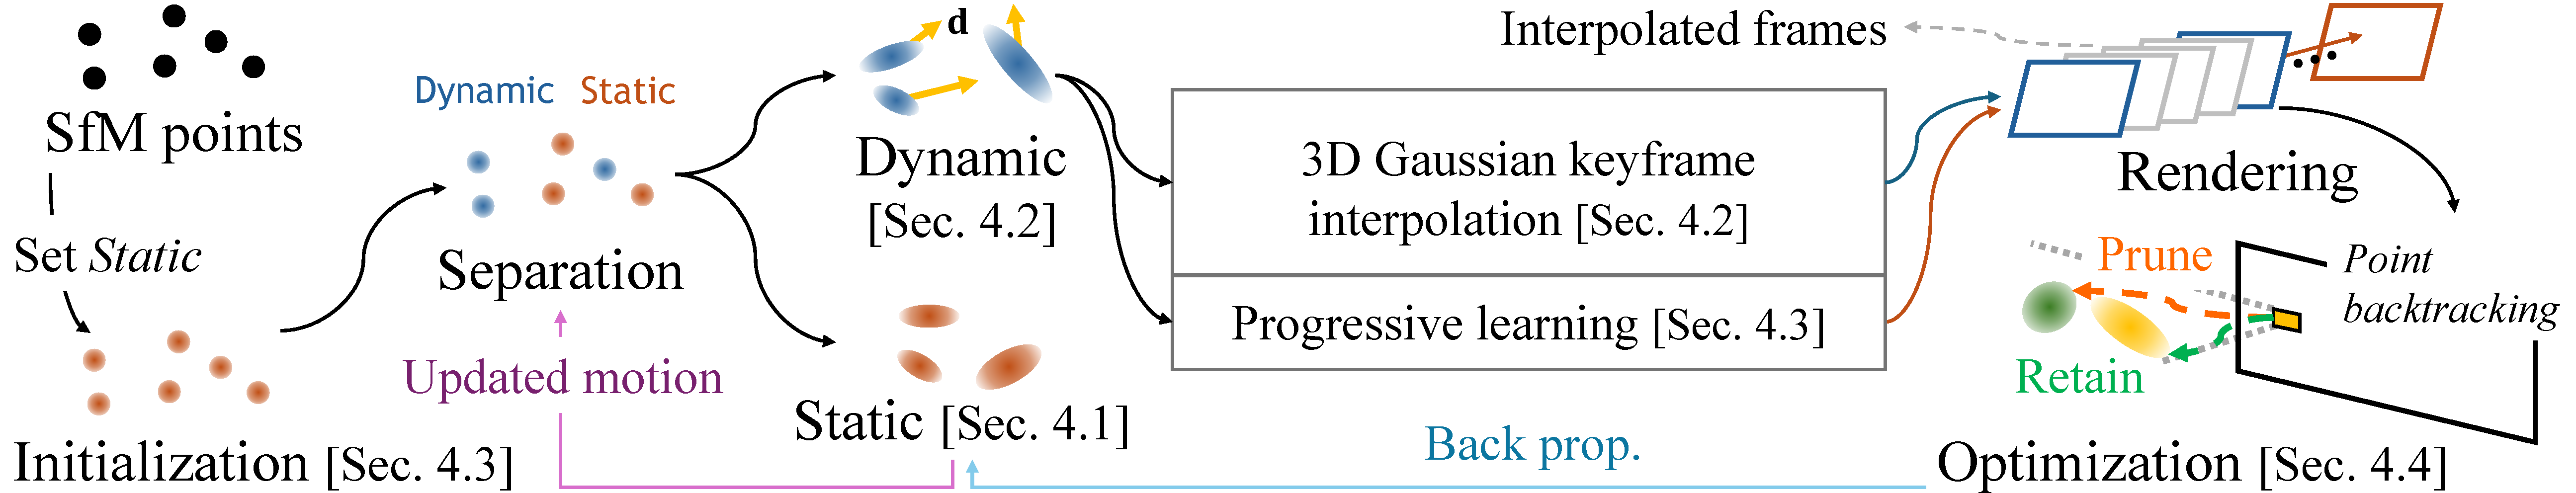 SfM points
Set Static
Initialization [Sec. 4.3]
Dynamic Static
Separation
Updated motion
d
Dynamic
[Sec. 4.2]
Static [Sec. 4.1]
3D Gaussian keyframe
interpolation [Sec. 4.2]
Progressive learning [Sec. 4.3]
Back prop.
Interpolated frames
Rendering
Prune
Retain
Point
backtracking
Optimization [Sec. 4.4]